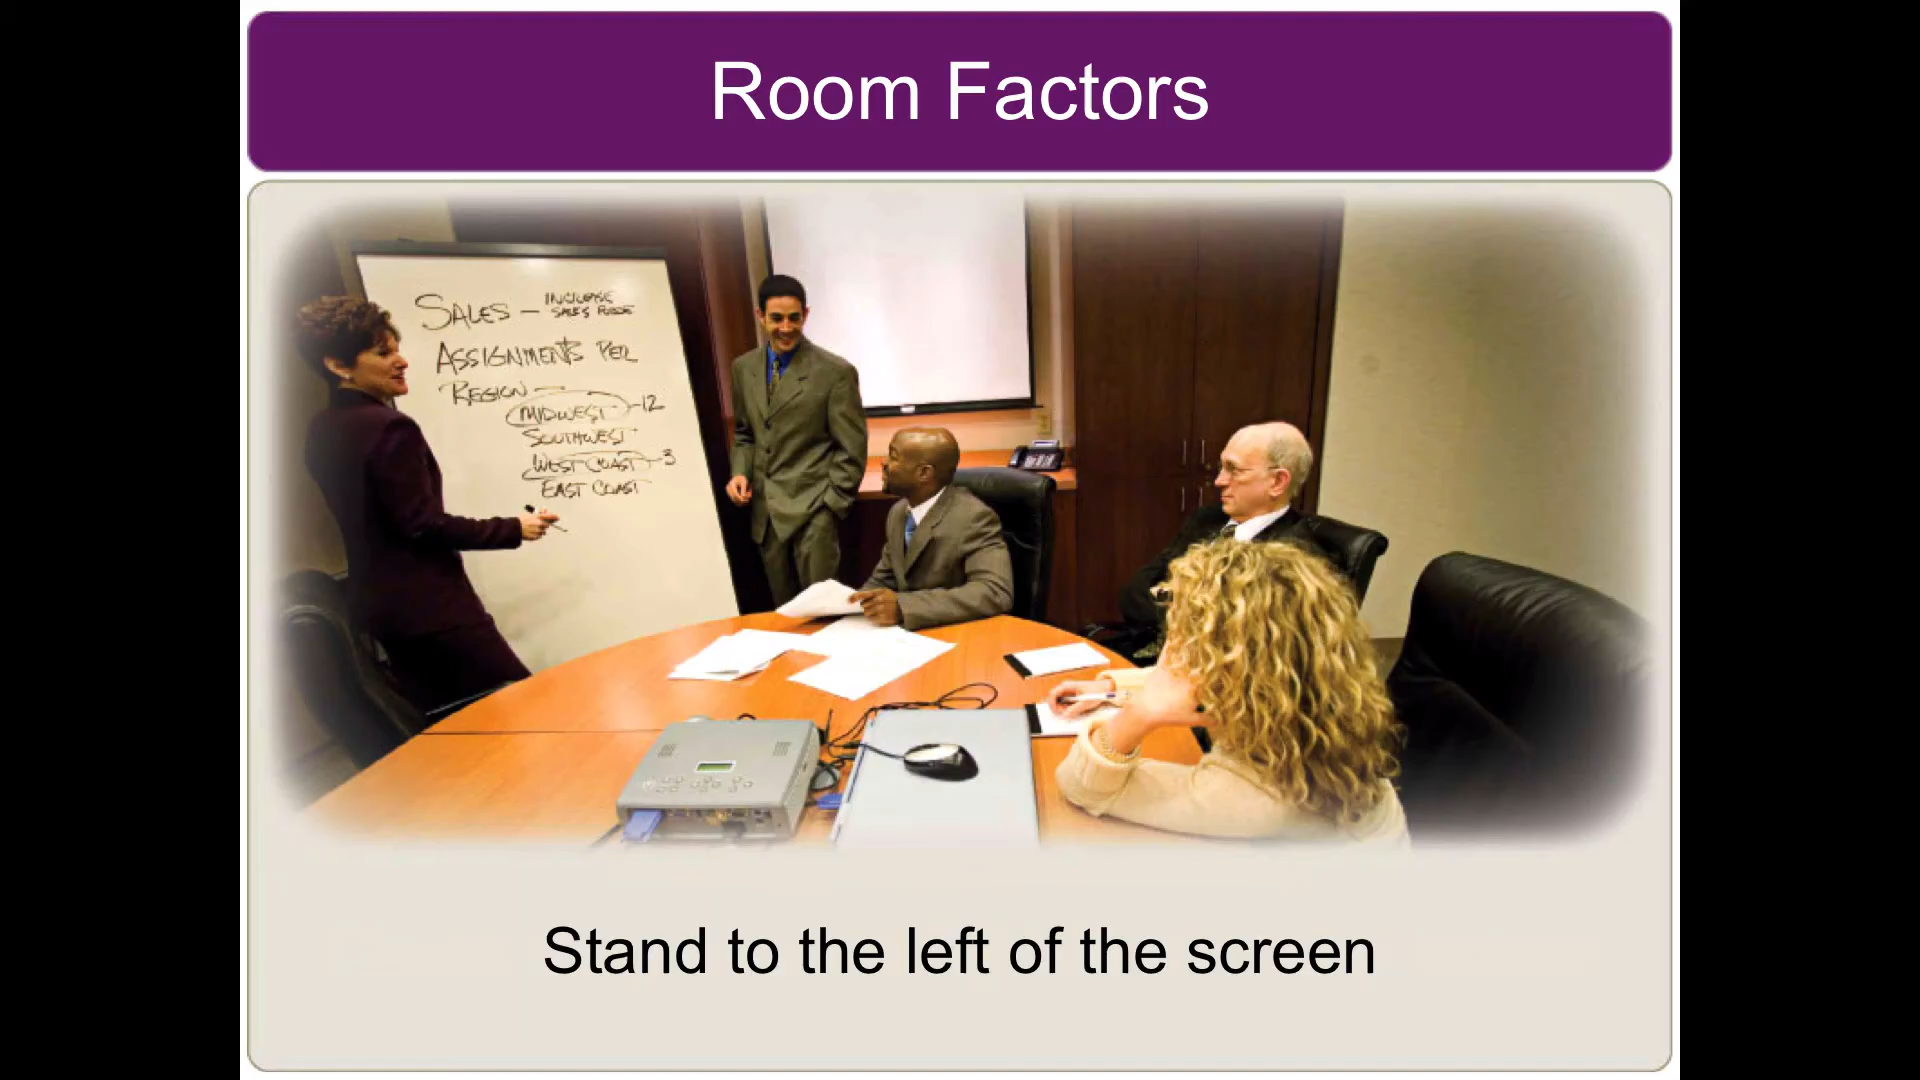 Room Factors
SALES — INCLUDE
SALES FORCE
ASSIGNMENTS PER
REGION —
MIDWEST — 12
SOUTHWEST
WEST COAST — 3
EAST COAST
Stand to the left of the screen